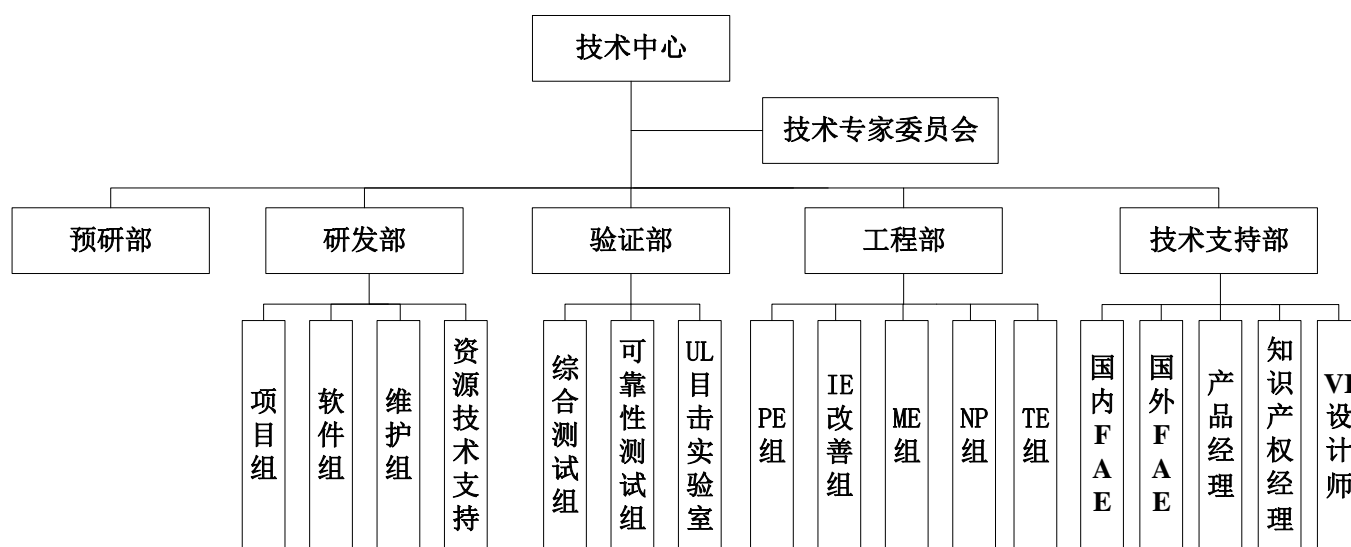 技术中心
技术专家委员会
预研部
研发部
验证部
工程部
技术支持部
项目组
软件组
维护组
资源技术支持
综合测试组
可靠性测试组
UL目击实验室
PE组
IE改善组
ME组
NP组
TE组
国内FAE
国外FAE
产品经理
知识产权经理
VI设计师